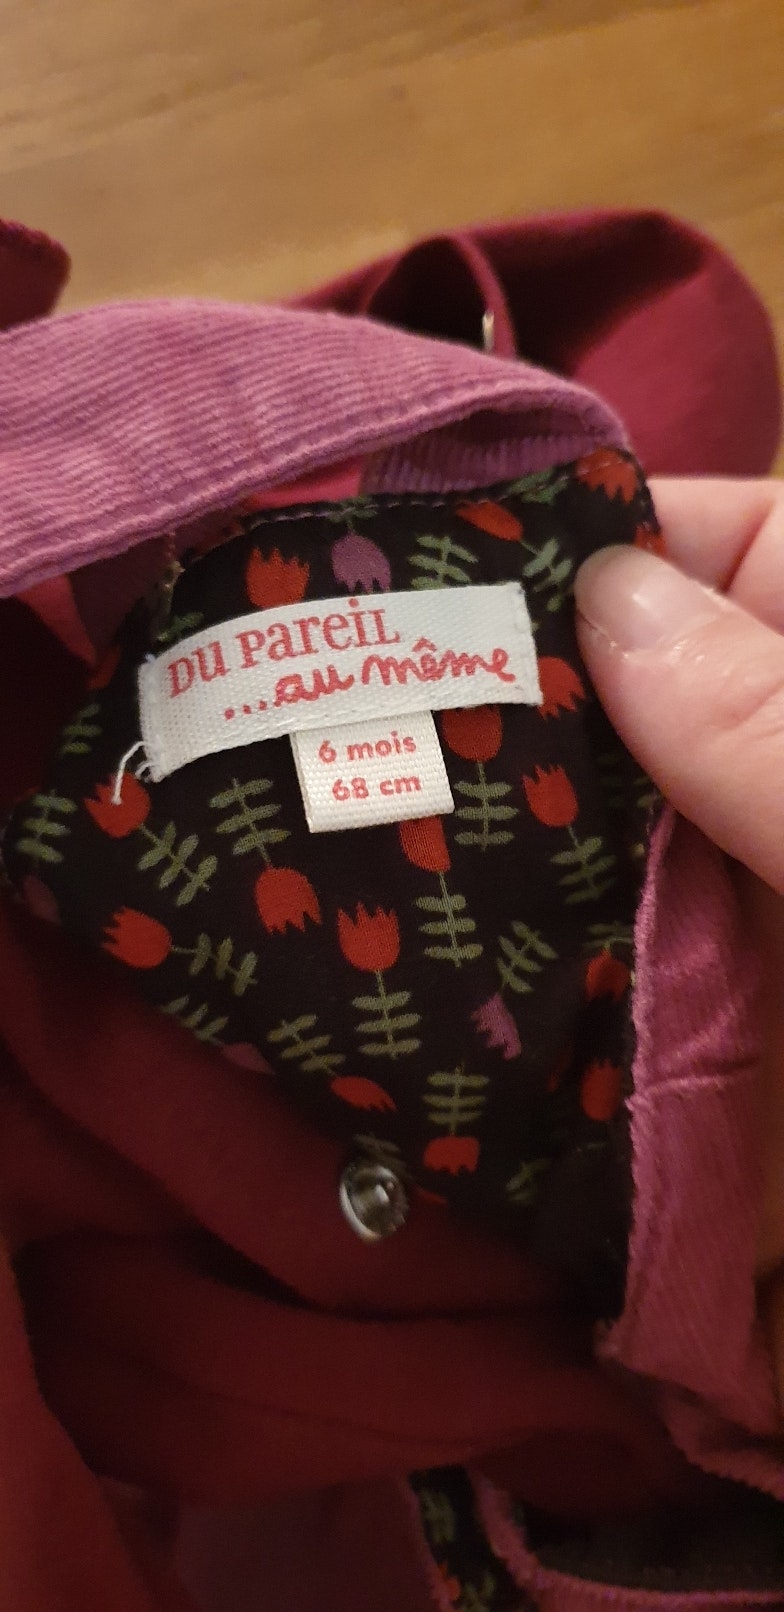 DU PAREIL
...au même
6 mois
68 cm